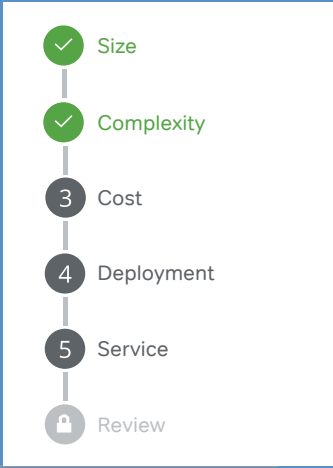 Size
Complexity
3 Cost
4 Deployment
5 Service
Review